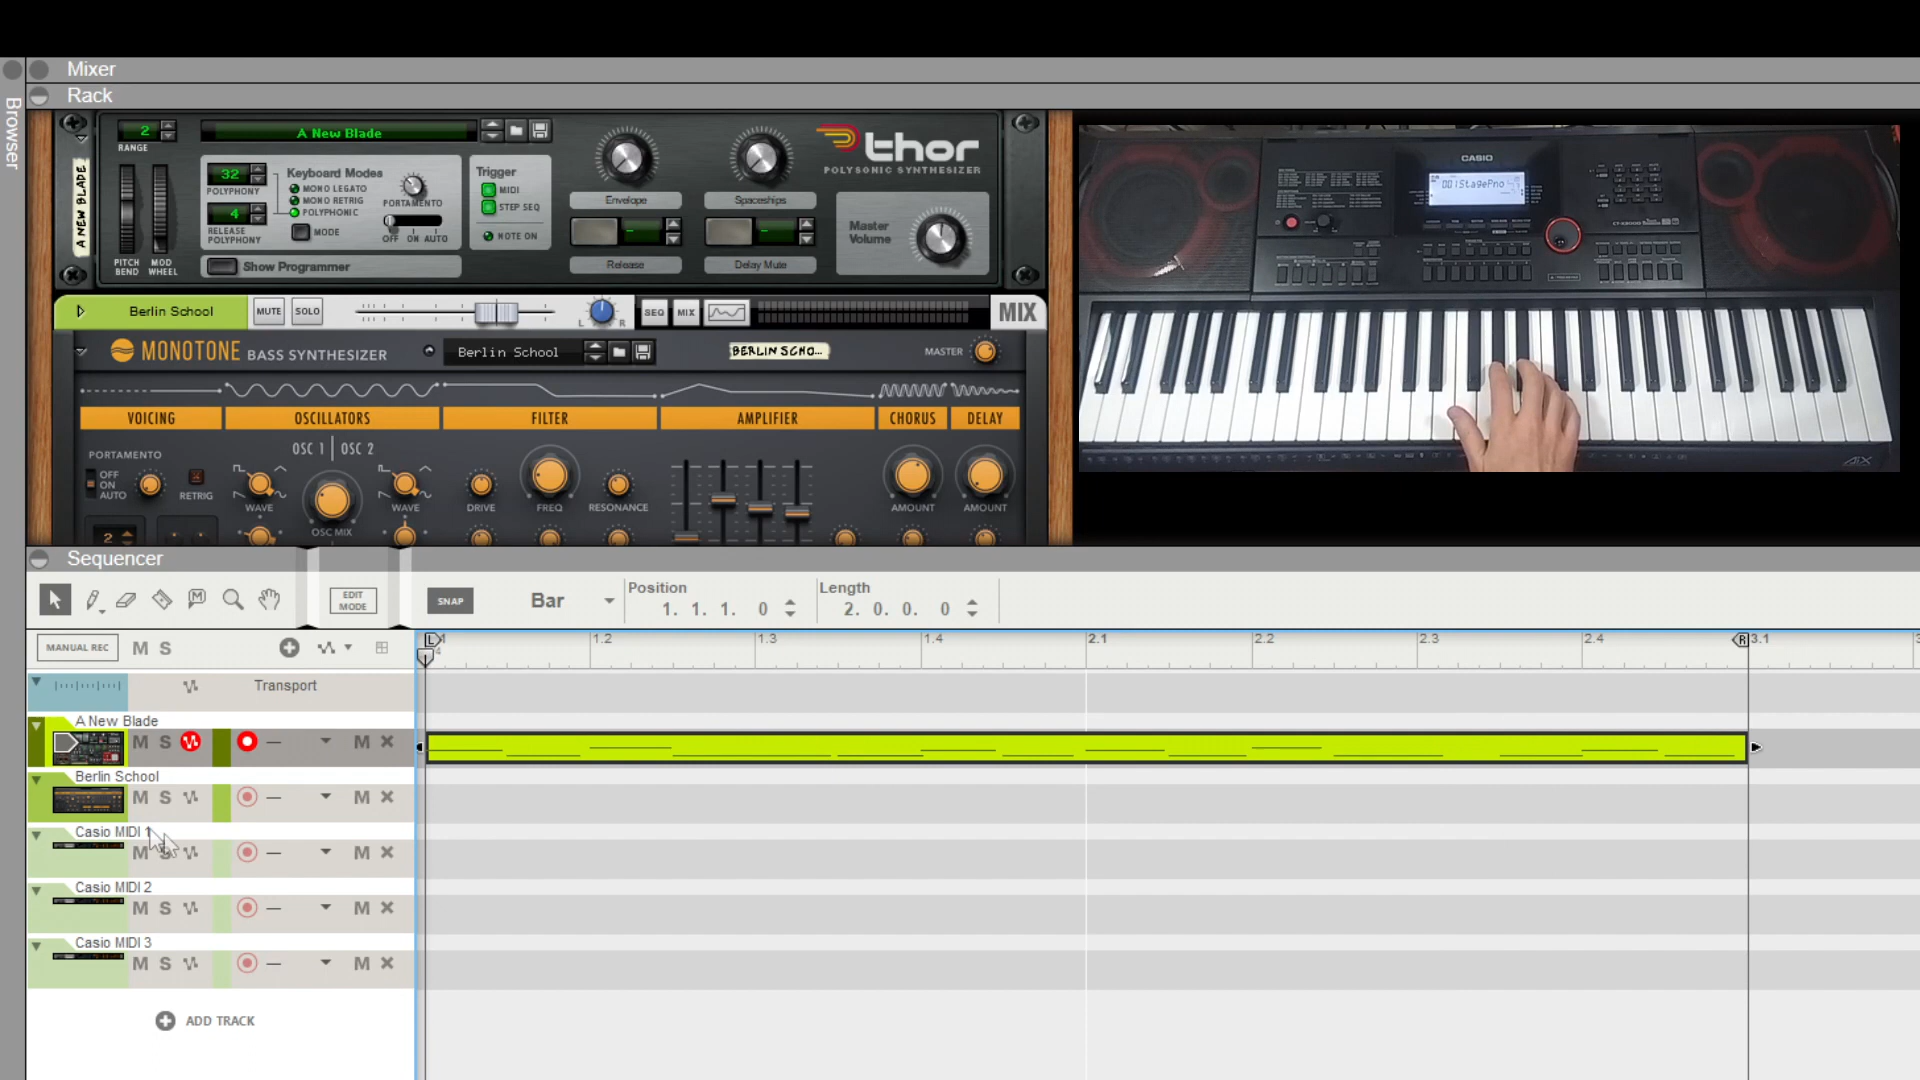 Mixer
Rack
Browser
2
RANGE
A New Blade
thor
POLYSONIC SYNTHESIZER
A NEW BLADE
32
POLYPHONY
4
RELEASE
POLYPHONY
Keyboard Modes
MONO LEGATO
MONO RETRIG
POLYPHONIC
MODE
PORTAMENTO
OFF ON AUTO
Trigger
MIDI
STEP SEQ
NOTE ON
Envelope
Spaceships
Release
Delay Mute
Master
Volume
PITCH
BEND
MOD
WHEEL
Show Programmer
CASIO
001StagePno
AiX
Berlin School
MUTE
SOLO
L R
SEQ
MIX
MIX
MONOTONE BASS SYNTHESIZER
Berlin School
BERLIN SCHO...
MASTER
VOICING
OSCILLATORS
FILTER
AMPLIFIER
CHORUS
DELAY
PORTAMENTO
OFF
ON
AUTO
RETRIG
OSC 1 | OSC 2
WAVE
OSC MIX
WAVE
DRIVE
FREQ
RESONANCE
AMOUNT
AMOUNT
2
Sequencer
EDIT
MODE
SNAP
Bar
Position
1. 1. 1. 0
Length
2. 0. 0. 0
MANUAL REC
M S
L
1.2
1.3
1.4
2.1
2.2
2.3
2.4
R
3.1
Transport
A New Blade
M S
M
Berlin School
M S
M
Casio MIDI 1
M S
M
Casio MIDI 2
M S
M
Casio MIDI 3
M S
M
ADD TRACK